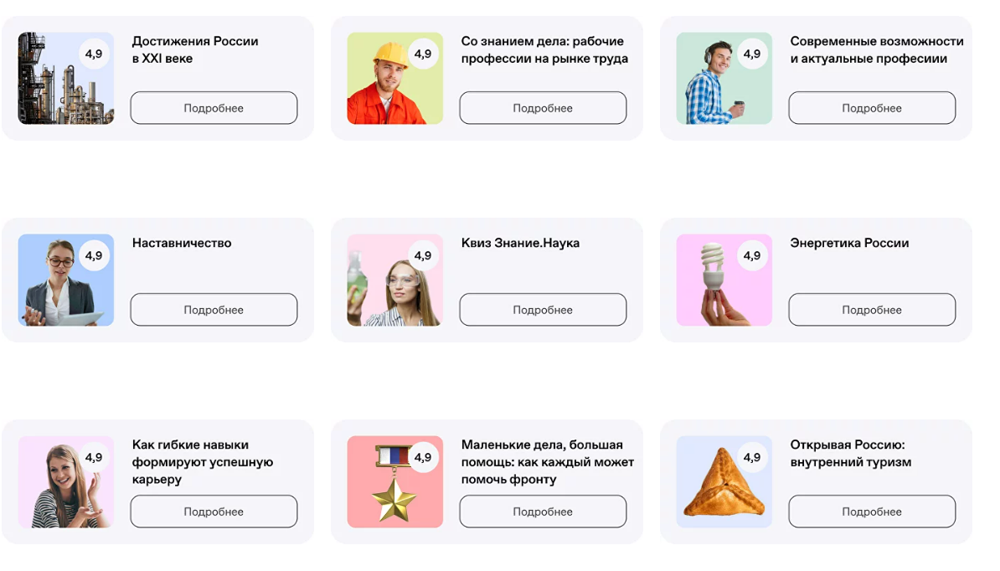 4,9
Достижения России
в XXI веке
Подробнее
4,9
Со знанием дела: рабочие
профессии на рынке труда
Подробнее
4,9
Современные возможности
и актуальные професиии
Подробнее
4,9
Наставничество
Подробнее
4,9
Квиз Знание.Наука
Подробнее
4,9
Энергетика России
Подробнее
4,9
Как гибкие навыки
формируют успешную
карьеру
Подробнее
4,9
Маленькие дела, большая
помощь: как каждый может
помочь фронту
Подробнее
4,9
Открывая Россию:
внутренний туризм
Подробнее